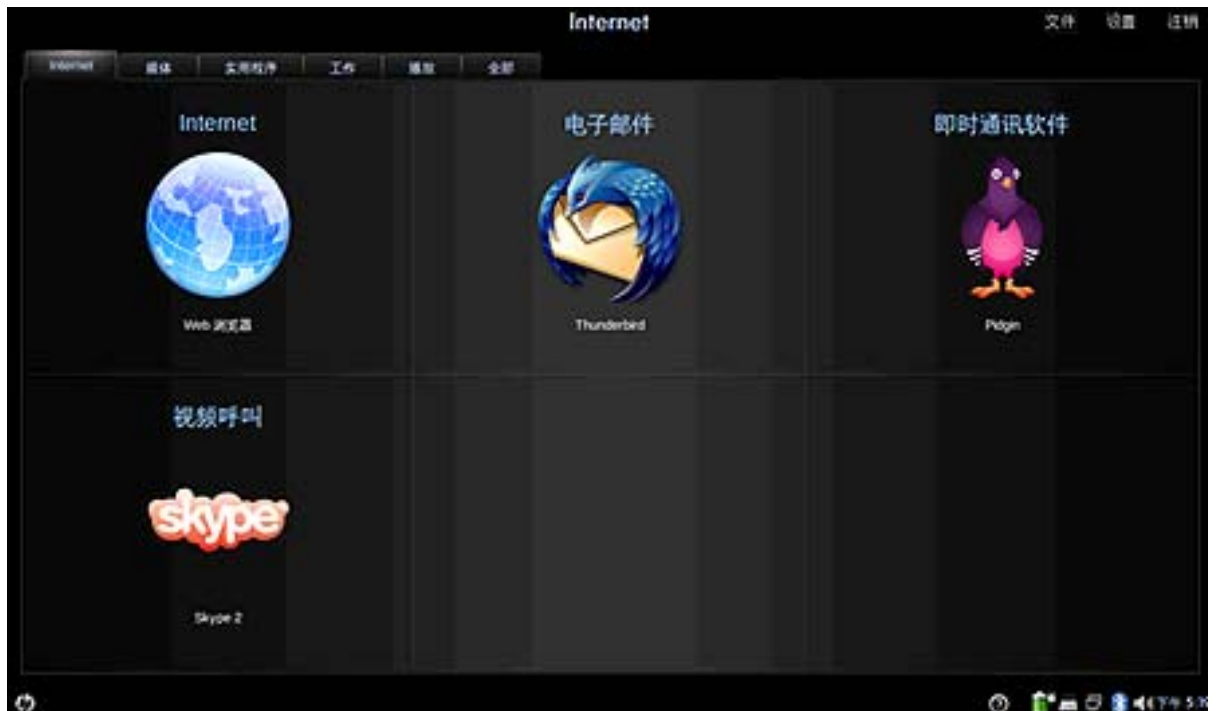 Internet
文件 设置 注销
Internet 媒体 实用程序 工作 播放 全部
Internet 电子邮件 即时通讯软件
Web 浏览器 Thunderbird Pidgin
视频呼叫
skype
Skype 2
下午